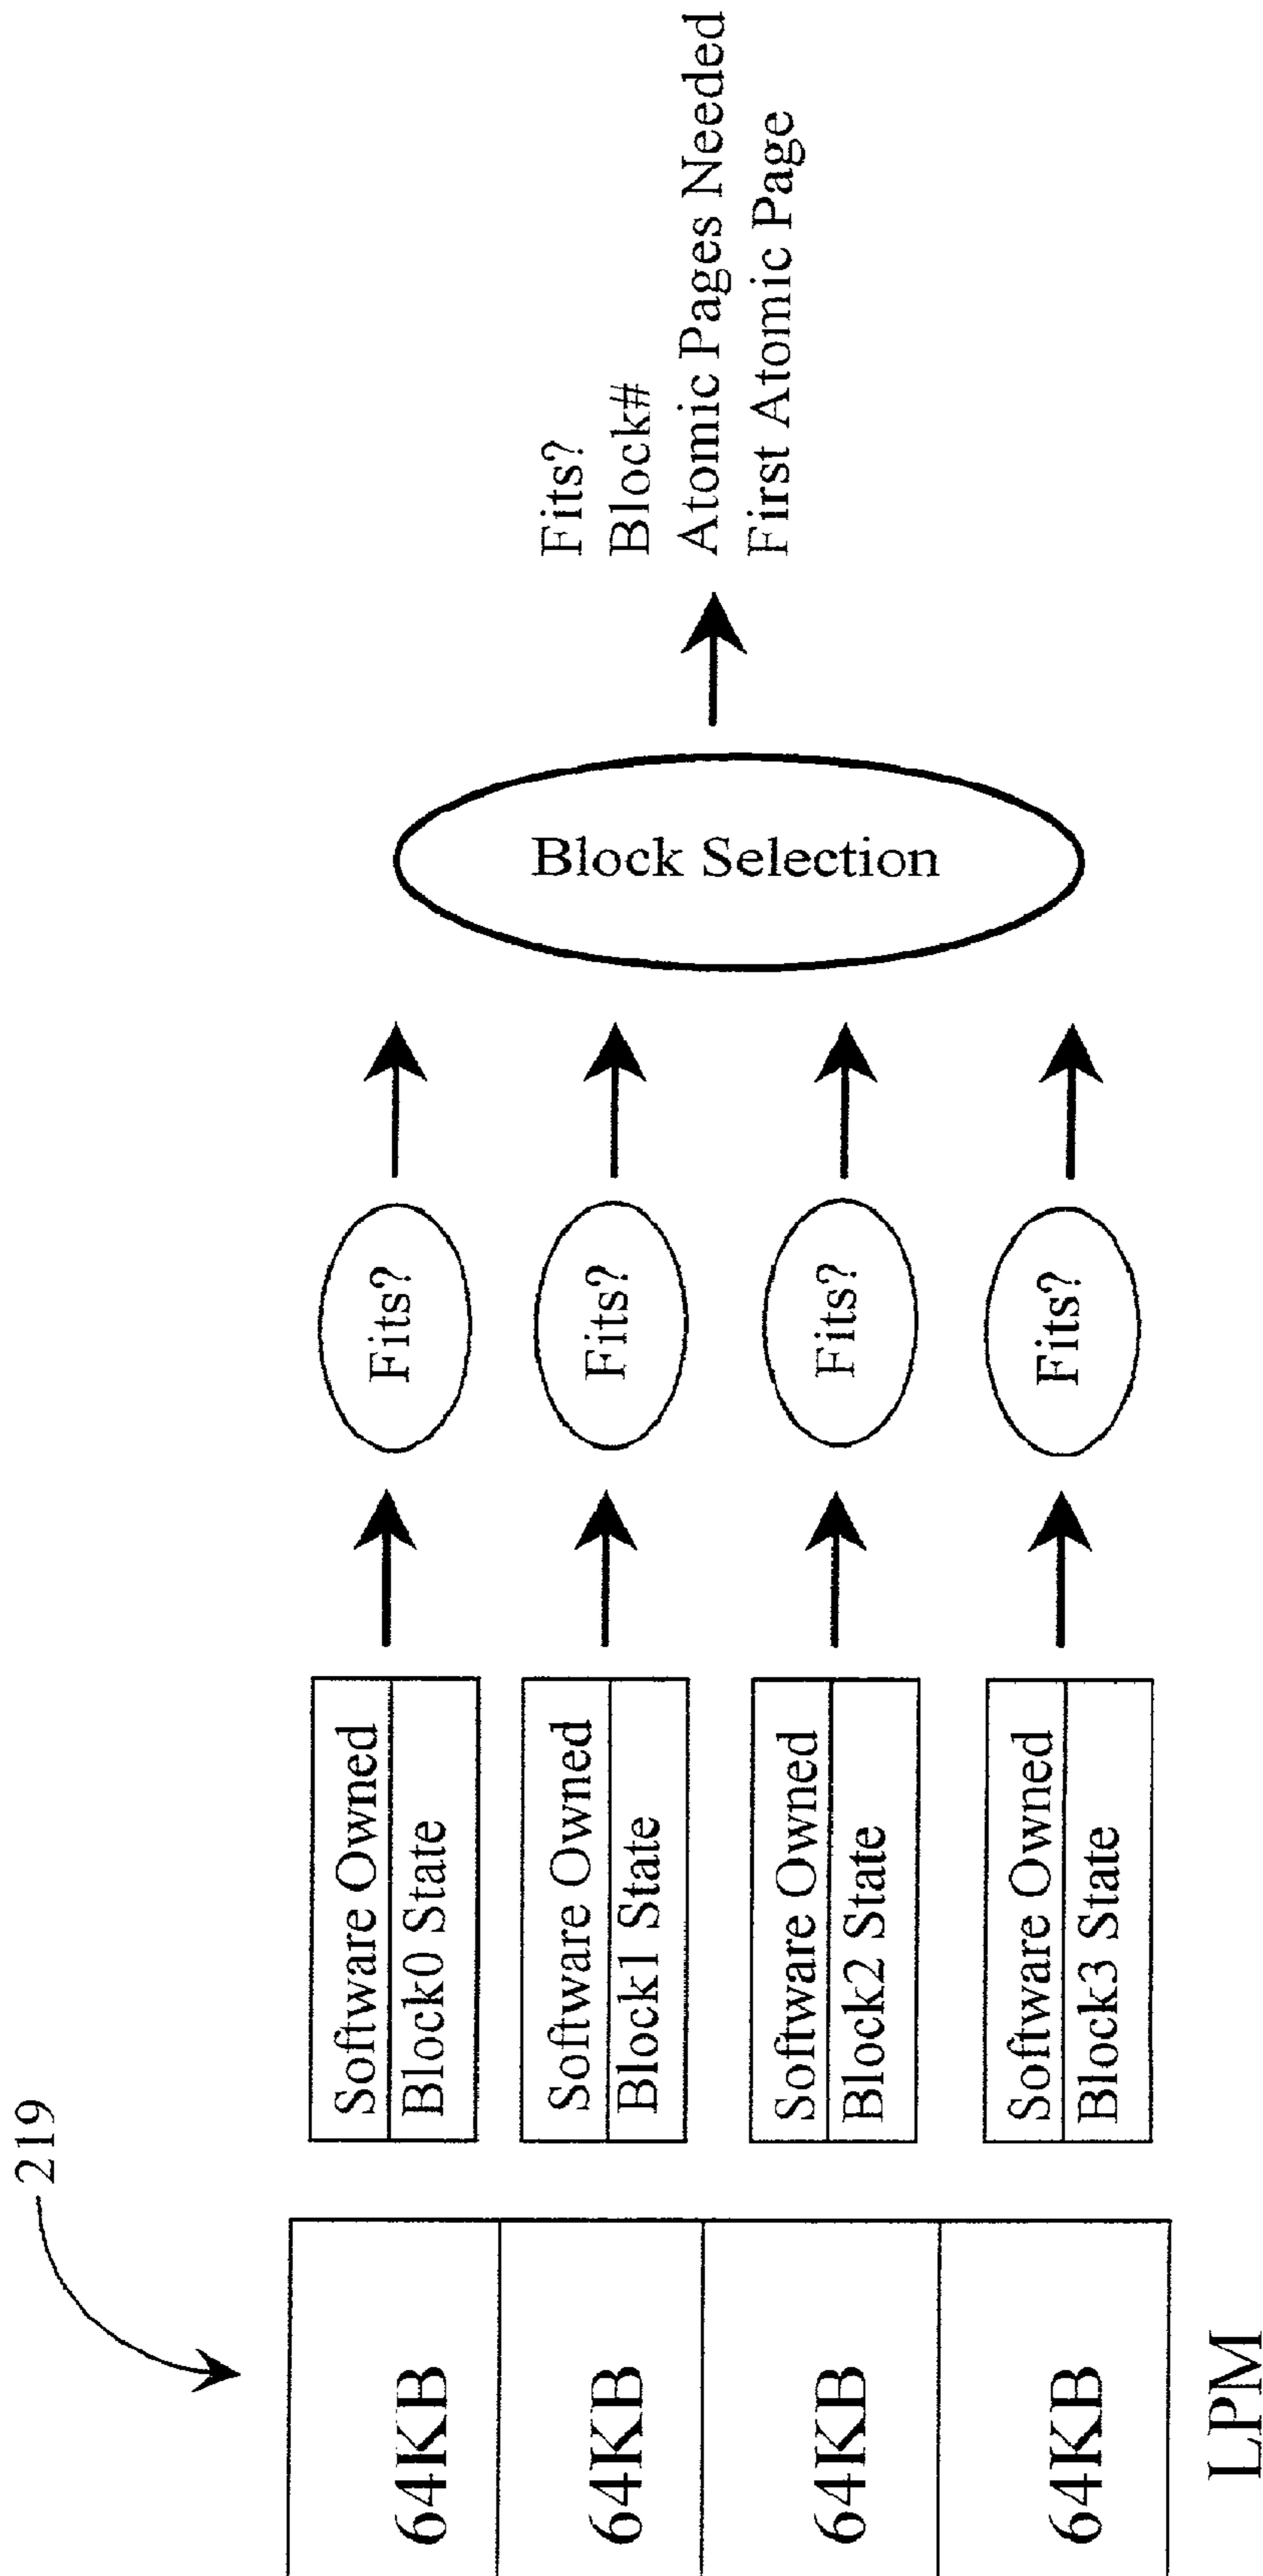 219
64KB
64KB
64KB
64KB
LPM
Software Owned
Block0 State
Software Owned
Block1 State
Software Owned
Block2 State
Software Owned
Block3 State
Fits?
Fits?
Fits?
Fits?
Block Selection
Fits?
Block#
Atomic Pages Needed
First Atomic Page